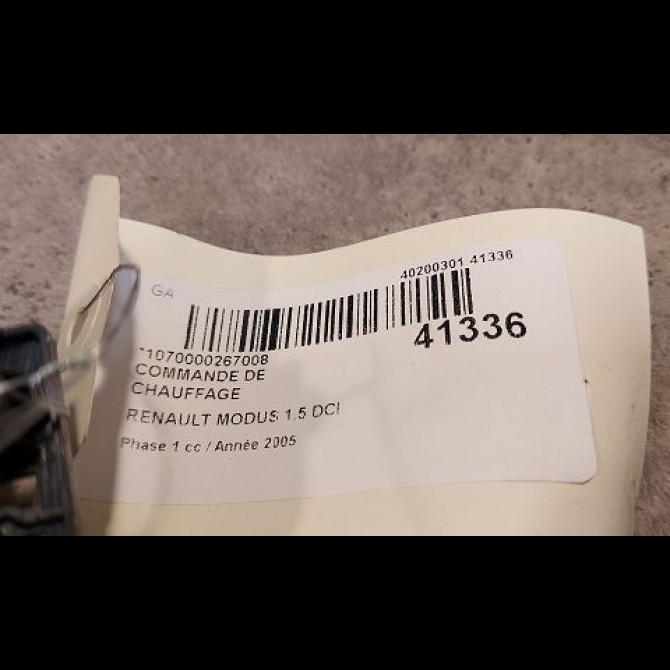 40200301 41336
GA
41336
*1070000267008
COMMANDE DE
CHAUFFAGE
RENAULT MODUS 1.5 DCI
Phase 1 cc / Année 2005